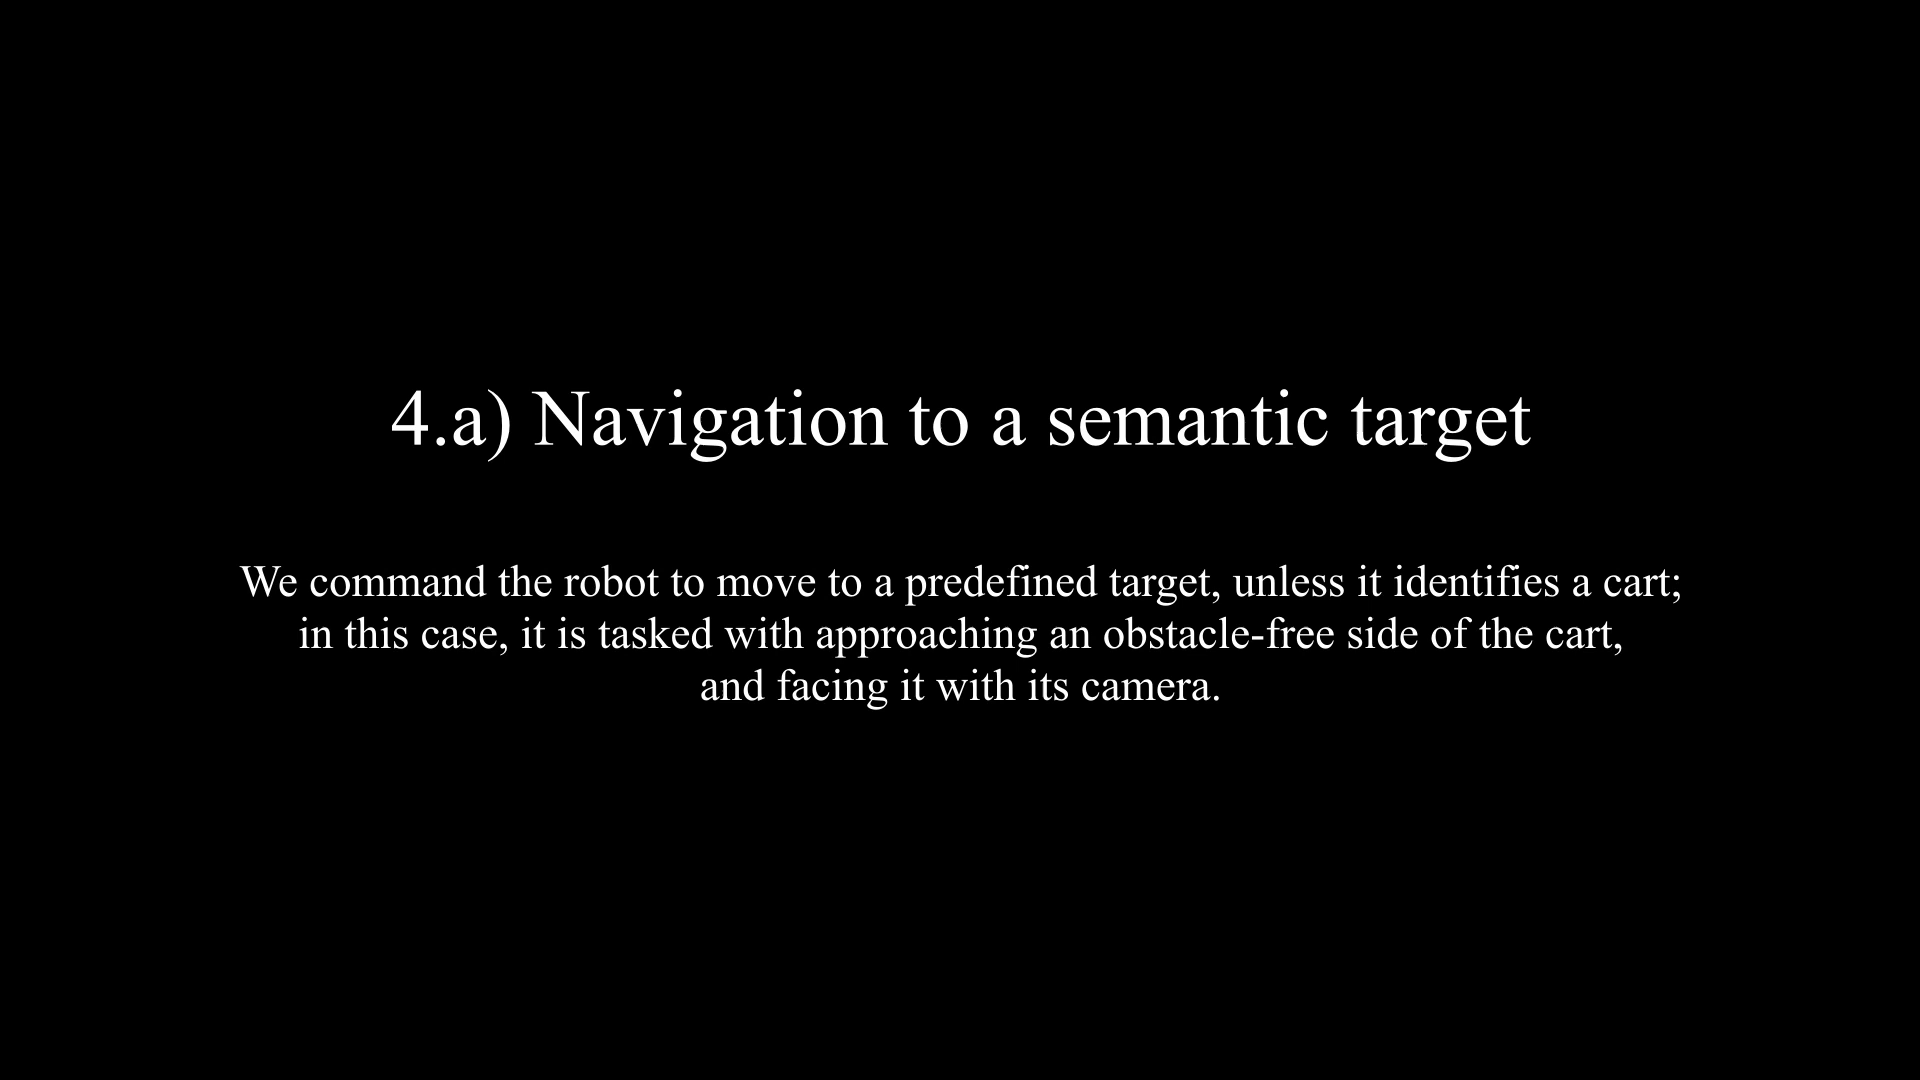 4.a) Navigation to a semantic target
We command the robot to move to a predefined target, unless it identifies a cart;
in this case, it is tasked with approaching an obstacle-free side of the cart,
and facing it with its camera.